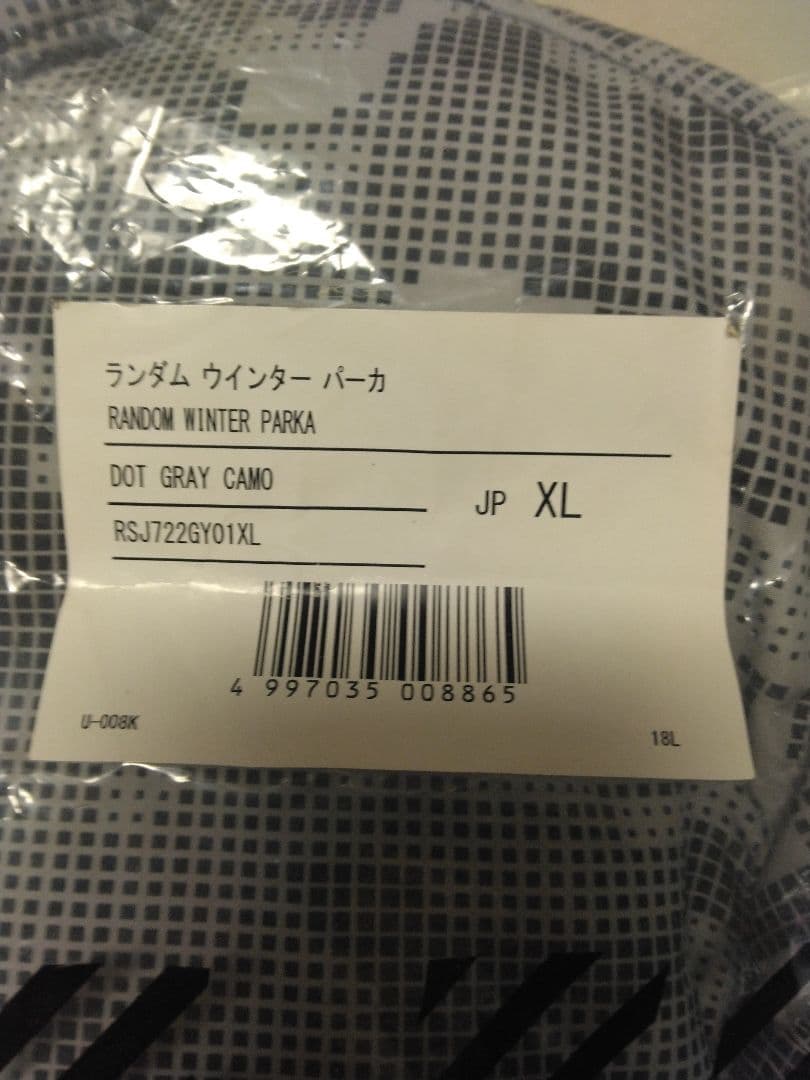 ランダム ウインター パーカ
RANDOM WINTER PARKA
DOT GRAY CAMO
JP XL
RSJ722GY01XL
4 997035 008865
U-008K
18L